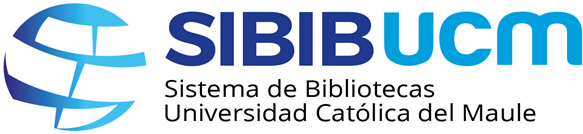 SIBIBUCM
Sistema de Bibliotecas
Universidad Católica del Maule